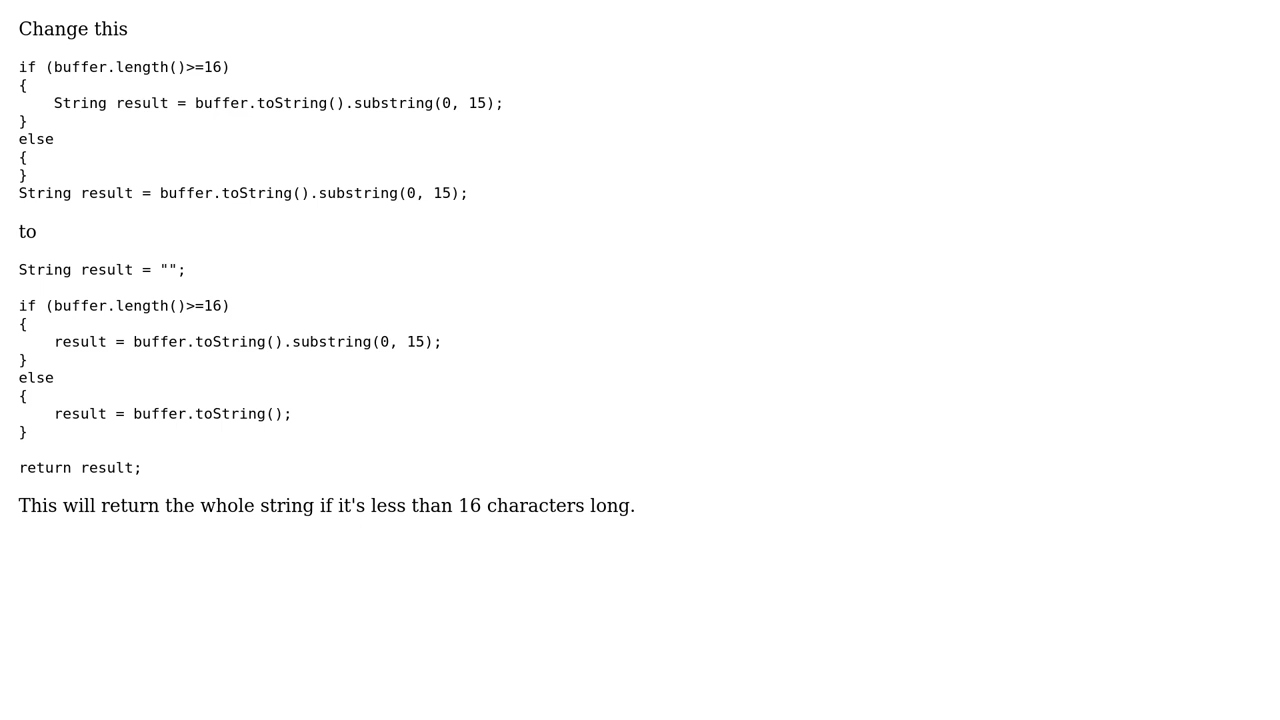 Change this
if (buffer.length()>=16)
{
    String result = buffer.toString().substring(0, 15);
}
else
{
}
String result = buffer.toString().substring(0, 15);
to
String result = "";
if (buffer.length()>=16)
{
    result = buffer.toString().substring(0, 15);
}
else
{
    result = buffer.toString();
}
return result;
This will return the whole string if it's less than 16 characters long.